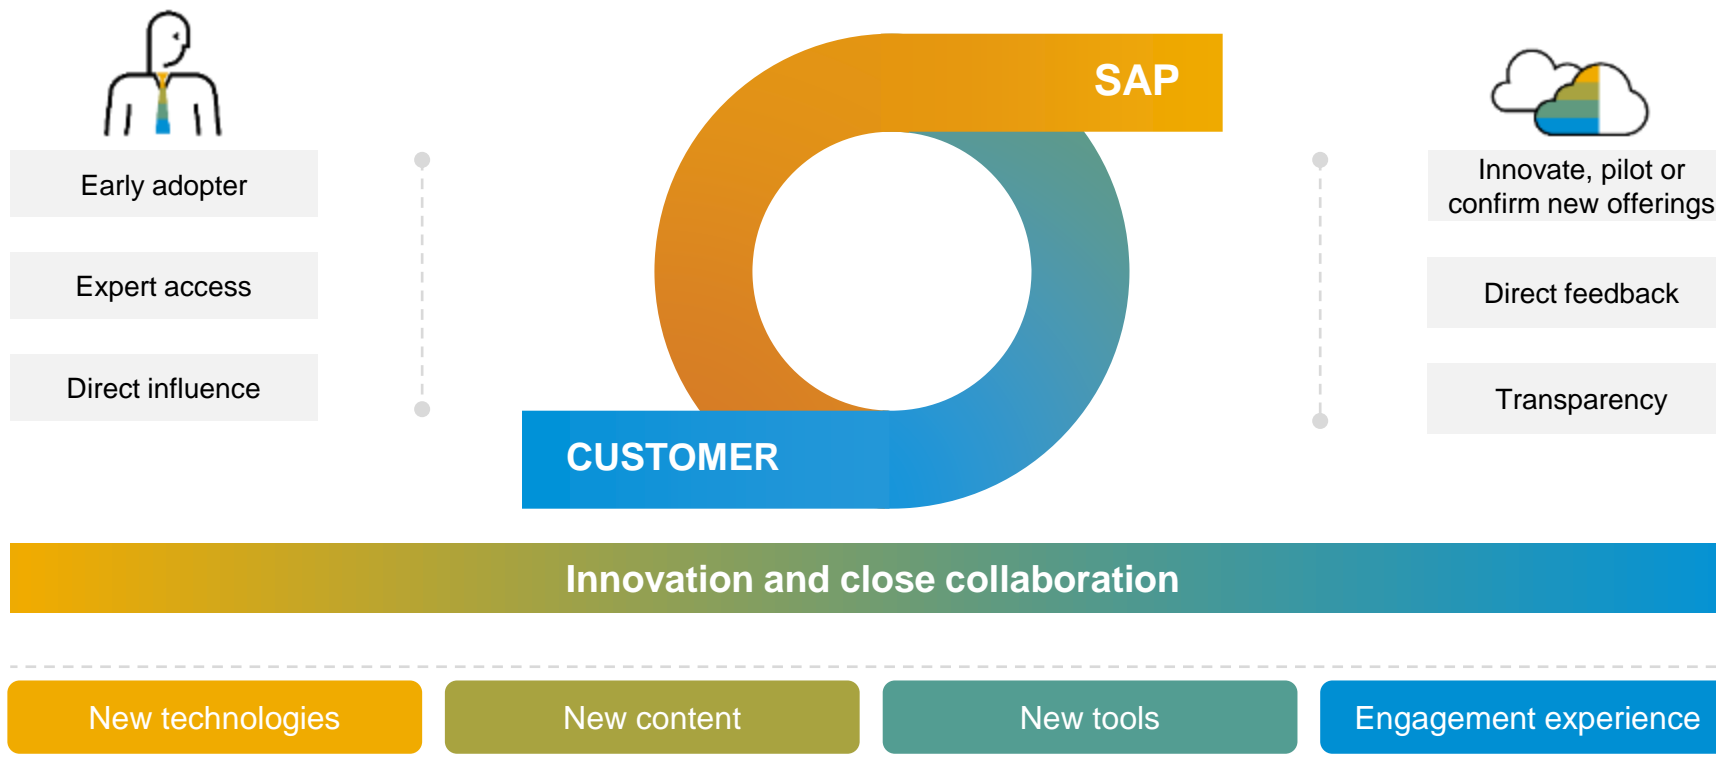 SAP
Early adopter
Expert access
Direct influence
CUSTOMER
Innovate, pilot or
confirm new offerings
Direct feedback
Transparency
Innovation and close collaboration
New technologies
New content
New tools
Engagement experience